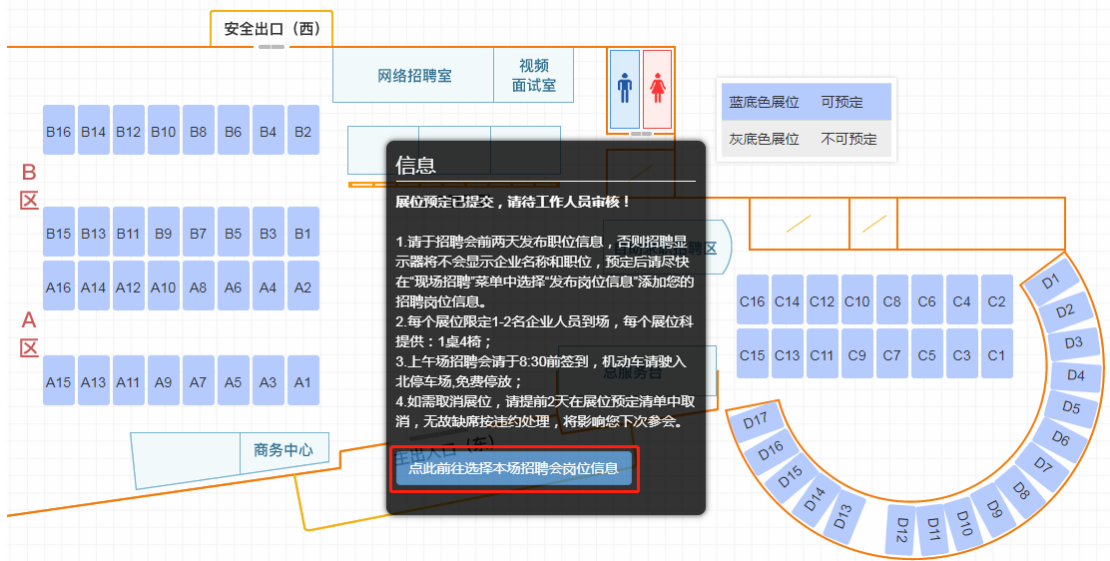 安全出口（西）
网络招聘室
视频
面试室
蓝底色展位 可预定
灰底色展位 不可预定
B16 B14 B12 B10 B8 B6 B4 B2
B
区
B15 B13 B11 B9 B7 B5 B3 B1
A16 A14 A12 A10 A8 A6 A4 A2
A
区
A15 A13 A11 A9 A7 A5 A3 A1
商务中心
信息
展位预定已提交，请待工作人员审核！
1.请于招聘会前两天发布职位信息，否则招聘显
示器将不会显示企业名称和职位，预定后请尽快
在“现场招聘”菜单中选择“发布岗位信息”添加您的
招聘岗位信息。
2.每个展位限定1-2名企业人员到场，每个展位科
提供：1桌4椅；
3.上午场招聘会请于8:30前签到，机动车请驶入
北停车场,免费停放；
4.如需取消展位，请提前2天在展位预定清单中取
消，无故缺席按违约处理，将影响您下次参会。
主出入口（东）
点此前往选择本场招聘会岗位信息
聘区
总服务台
C16 C14 C12 C10 C8 C6 C4 C2
C15 C13 C11 C9 C7 C5 C3 C1
D1
D2
D3
D4
D5
D6
D7
D8
D9
D10
D11
D12
D13
D14
D15
D16
D17